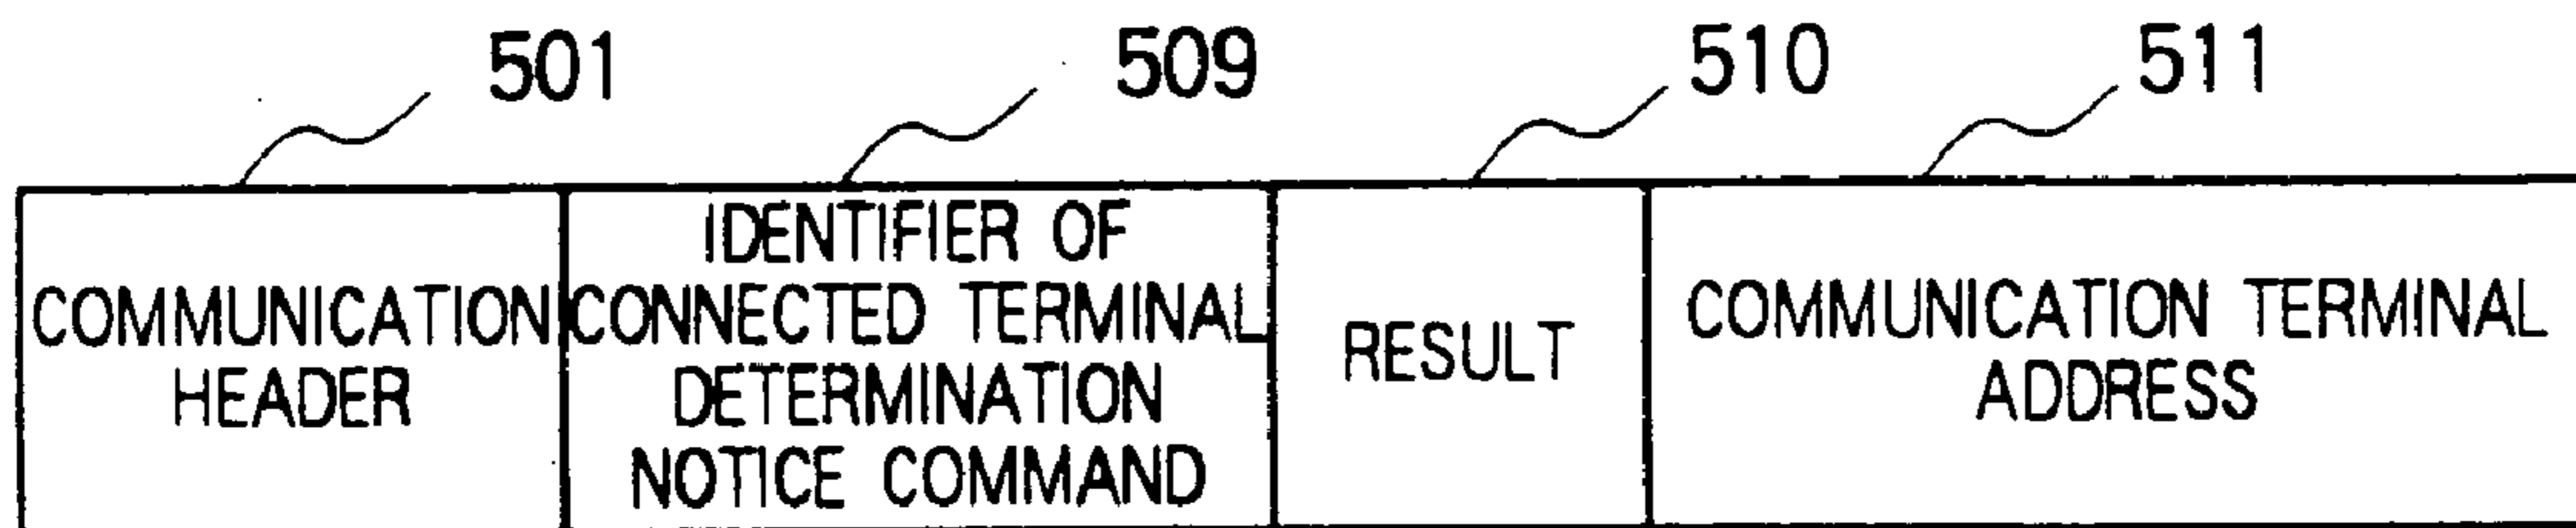 501
509
510
511
COMMUNICATION
HEADER
IDENTIFIER OF
CONNECTED TERMINAL
DETERMINATION
NOTICE COMMAND
RESULT
COMMUNICATION TERMINAL
ADDRESS